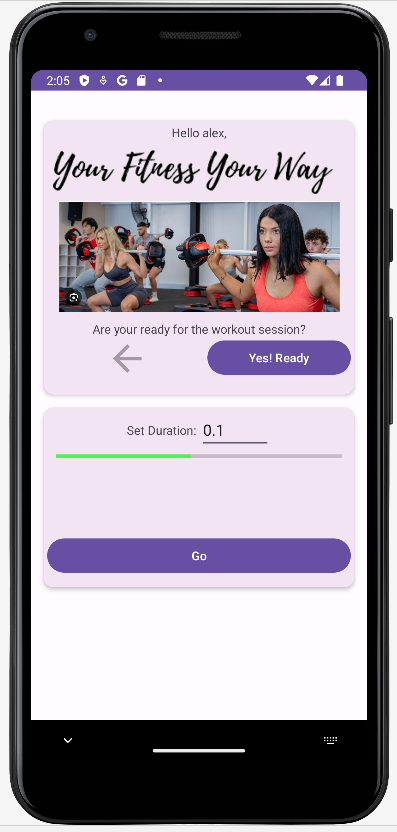 2:05
Hello alex,
Your Fitness Your Way
Are your ready for the workout session?
Yes! Ready
Set Duration: 0.1
Go